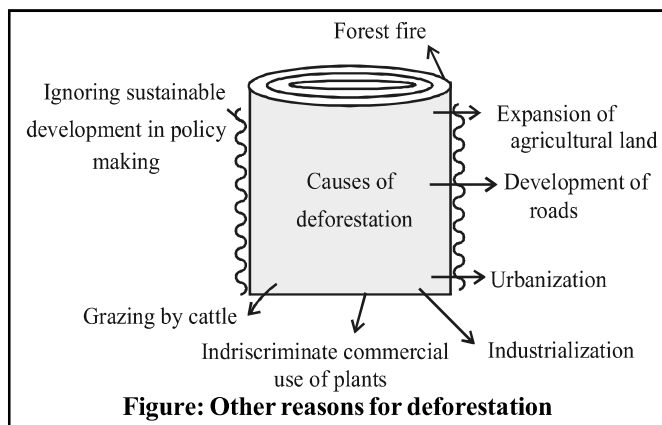 Forest fire
Ignoring sustainable
development in policy
making
Expansion of
agricultural land
Causes of
deforestation
Development of
roads
Urbanization
Grazing by cattle
Indriscriminate commercial
use of plants
Industrialization
Figure: Other reasons for deforestation